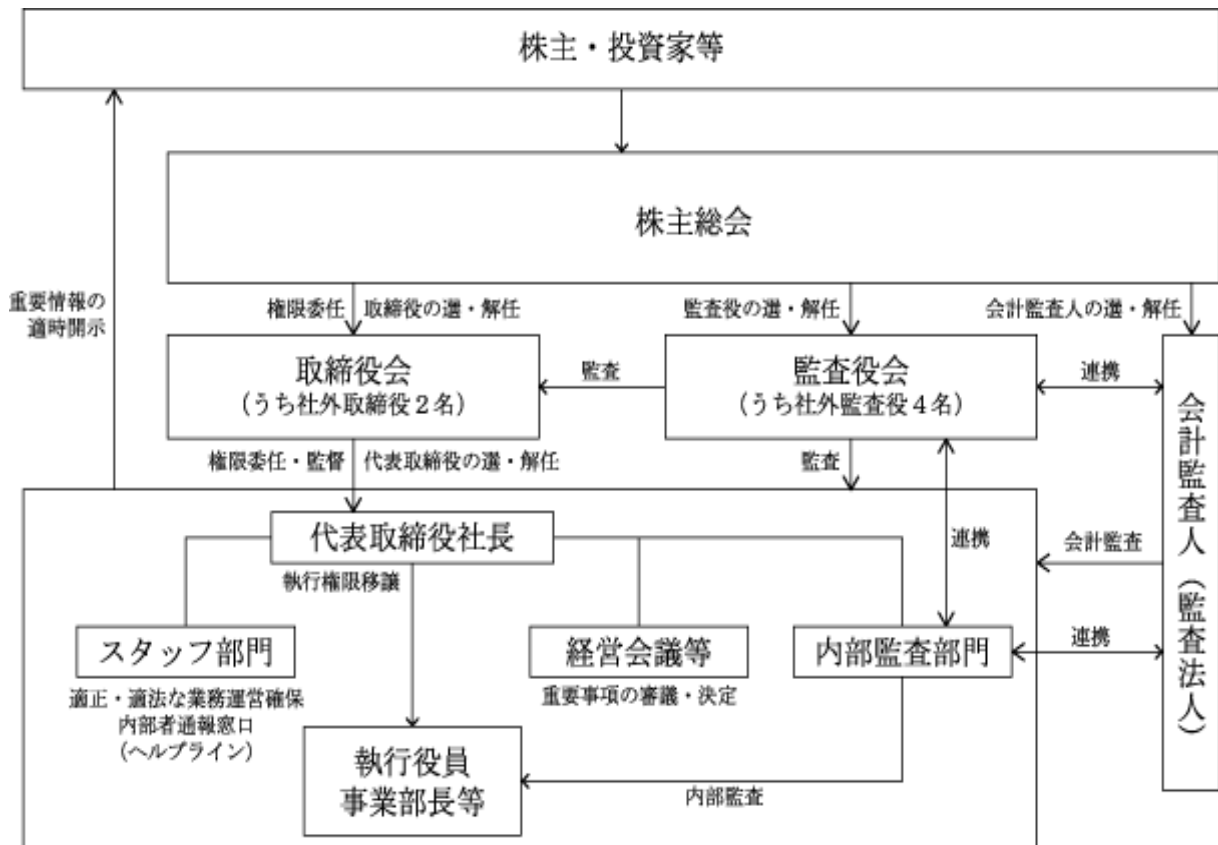 株主・投資家等
株主総会
重要情報の
適時開示
権限委任
取締役の選・解任
監査役の選・解任
会計監査人の選・解任
取締役会
（うち社外取締役２名）
監査
監査役会
（うち社外監査役４名）
連携
会計監査人（監査法人）
権限委任・監督
代表取締役の選・解任
監査
代表取締役社長
執行権限移譲
連携
会計監査
スタッフ部門
適正・適法な業務運営確保
内部者通報窓口
（ヘルプライン）
経営会議等
重要事項の審議・決定
内部監査部門
連携
執行役員
事業部長等
内部監査